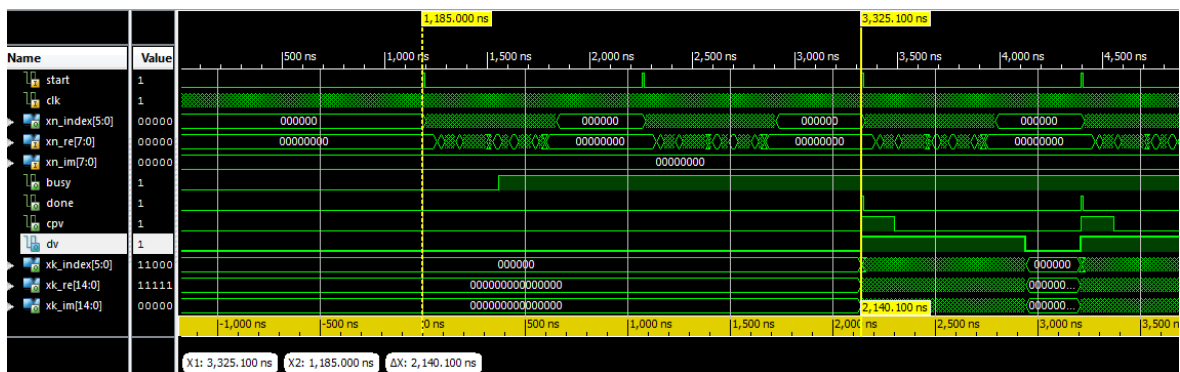 1,185.000 ns 3,325.100 ns
Name Value 500 ns 1,000 ns 1,500 ns 2,000 ns 2,500 ns 3,000 ns 3,500 ns 4,000 ns 4,500 ns
start 1
clk 1
xn_index[5:0] 00000 000000 000000 000000 000000
xn_re[7:0] 00000 00000000 00000000 00000000 00000000
xn_im[7:0] 00000 00000000
busy 1
done 1
cpv 1
dv 1
xk_index[5:0] 11000 000000 000000
xk_re[14:0] 11111 000000000000000 000000...
xk_im[14:0] 00000 000000000000000 2,140.100 ns 000000...
-1,000 ns -500 ns 0 ns 500 ns 1,000 ns 1,500 ns 2,000 ns 2,500 ns 3,000 ns 3,500 n
X1: 3,325.100 ns X2: 1,185.000 ns ΔX: 2,140.100 ns